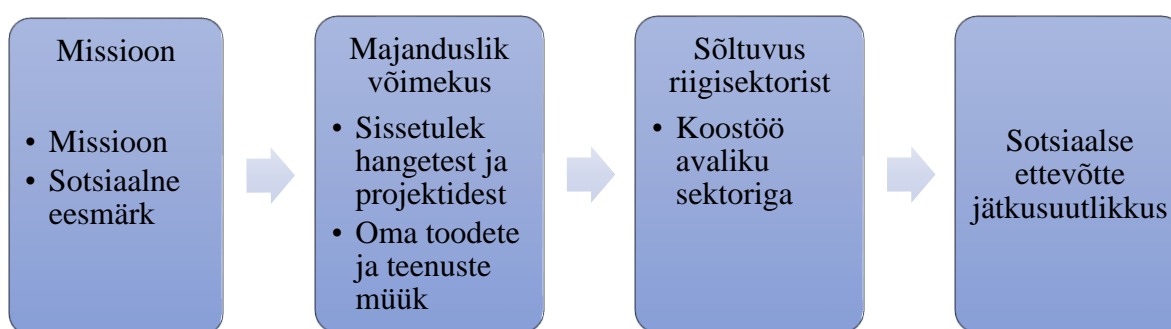 Missioon
• Missioon
• Sotsiaalne
eesmärk
Majanduslik
võimekus
• Sissetulek
hangetest ja
projektidest
• Oma toodete
ja teenuste
müük
Sõltuvus
riigisektorist
• Koostöö
avaliku
sektoriga
Sotsiaalse
ettevõtte
jätkusuutlikkus